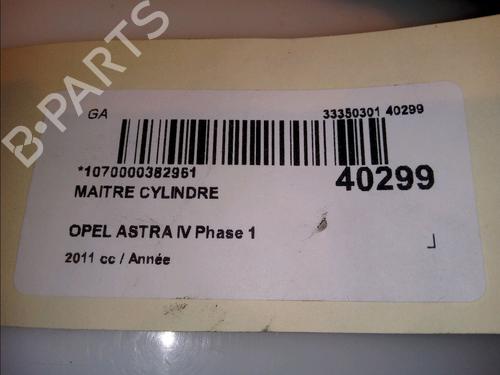 B-PARTS
GA
33350301 40299
*1070000382961
40299
MAITRE CYLINDRE
OPEL ASTRA IV Phase 1
2011 cc / Année